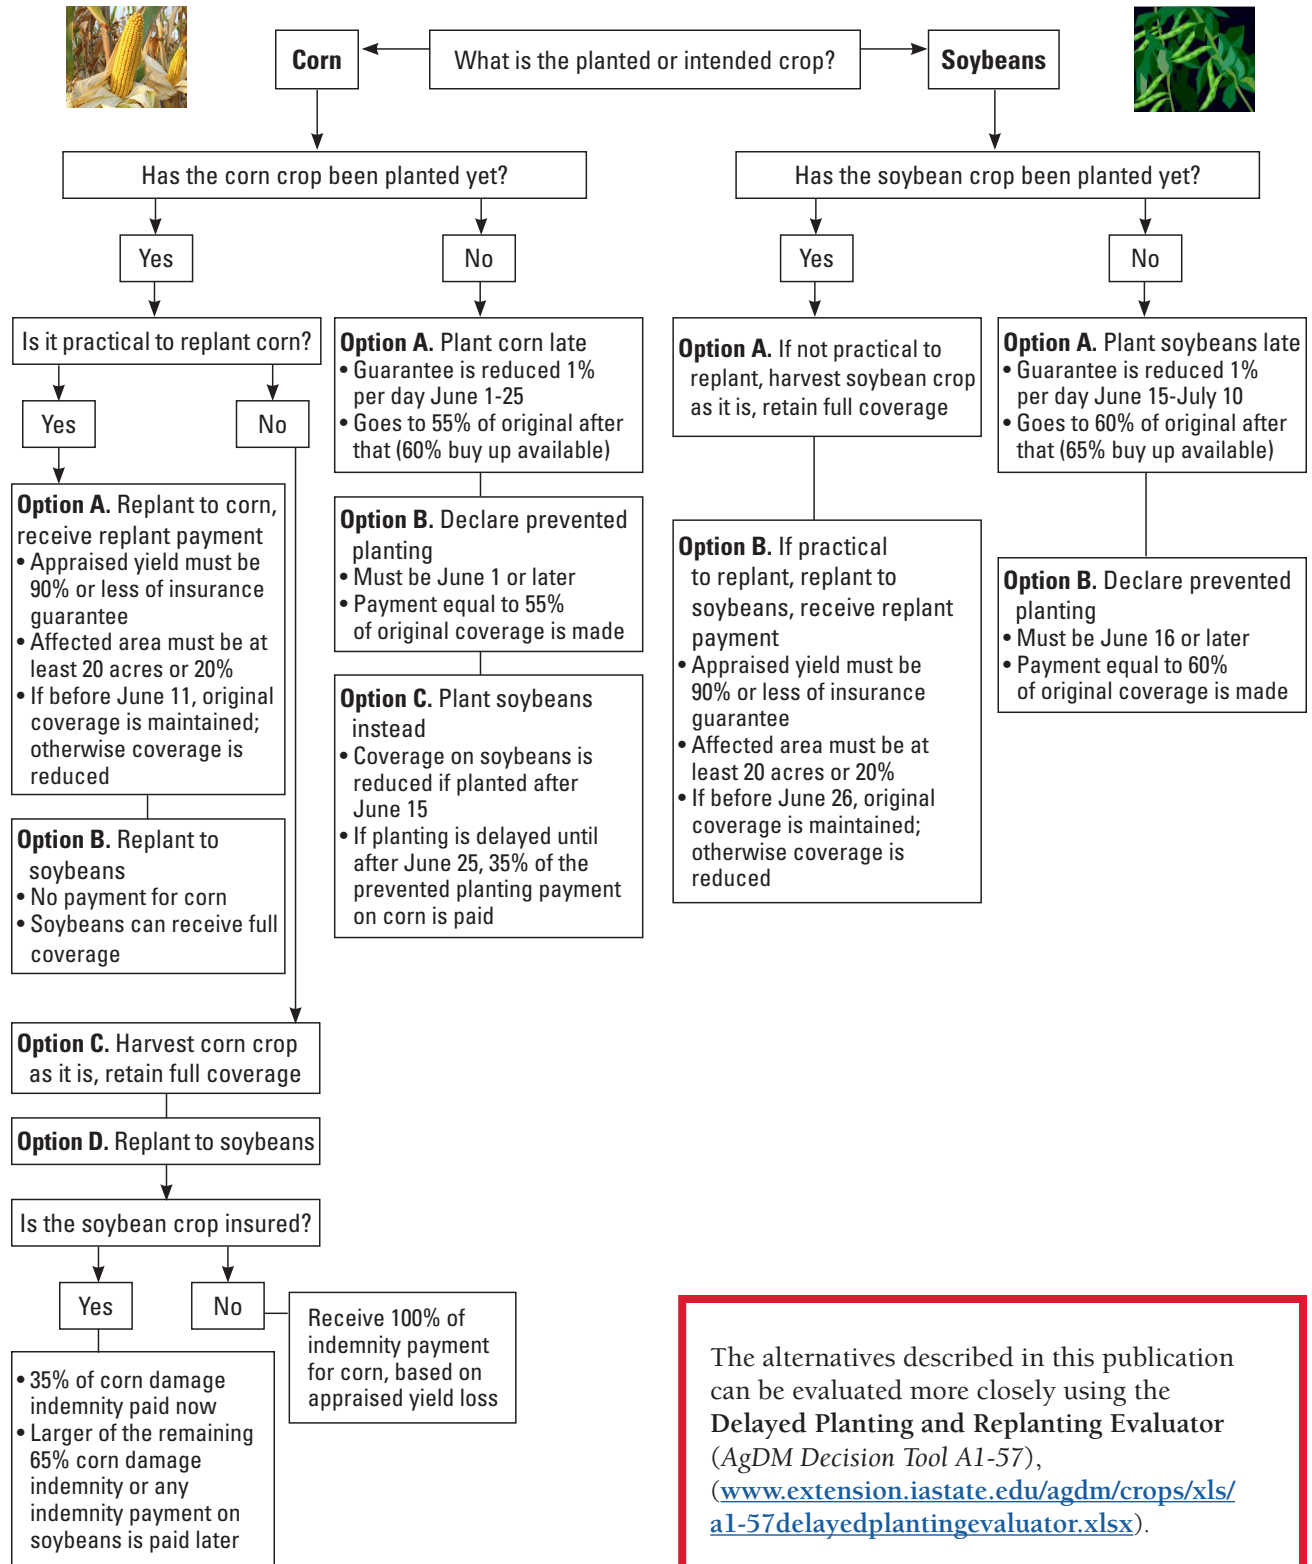 What is the planted or intended crop?
Corn
Soybeans
Has the corn crop been planted yet?
Yes
No
Is it practical to replant corn?
Yes
No
Option A. Replant to corn,
receive replant payment
• Appraised yield must be
90% or less of insurance
guarantee
• Affected area must be at
least 20 acres or 20%
• If before June 11, original
coverage is maintained;
otherwise coverage is
reduced
Option B. Replant to
soybeans
• No payment for corn
• Soybeans can receive full
coverage
Option C. Harvest corn crop
as it is, retain full coverage
Option D. Replant to soybeans
Is the soybean crop insured?
Yes
No
• 35% of corn damage
indemnity paid now
• Larger of the remaining
65% corn damage
indemnity or any
indemnity payment on
soybeans is paid later
Receive 100% of
indemnity payment
for corn, based on
appraised yield loss
Option A. Plant corn late
• Guarantee is reduced 1%
per day June 1-25
• Goes to 55% of original after
that (60% buy up available)
Option B. Declare prevented
planting
• Must be June 1 or later
• Payment equal to 55%
of original coverage is made
Option C. Plant soybeans
instead
• Coverage on soybeans is
reduced if planted after
June 15
• If planting is delayed until
after June 25, 35% of the
prevented planting payment
on corn is paid
Has the soybean crop been planted yet?
Yes
No
Option A. If not practical to
replant, harvest soybean crop
as it is, retain full coverage
Option B. If practical
to replant, replant to
soybeans, receive replant
payment
• Appraised yield must be
90% or less of insurance
guarantee
• Affected area must be at
least 20 acres or 20%
• If before June 26, original
coverage is maintained;
otherwise coverage is
reduced
Option A. Plant soybeans late
• Guarantee is reduced 1%
per day June 15-July 10
• Goes to 60% of original after
that (65% buy up available)
Option B. Declare prevented
planting
• Must be June 16 or later
• Payment equal to 60%
of original coverage is made
The alternatives described in this publication
can be evaluated more closely using the
Delayed Planting and Replanting Evaluator
(AgDM Decision Tool A1-57),
(www.extension.iastate.edu/agdm/crops/xls/
a1-57delayedplantingevaluator.xlsx).